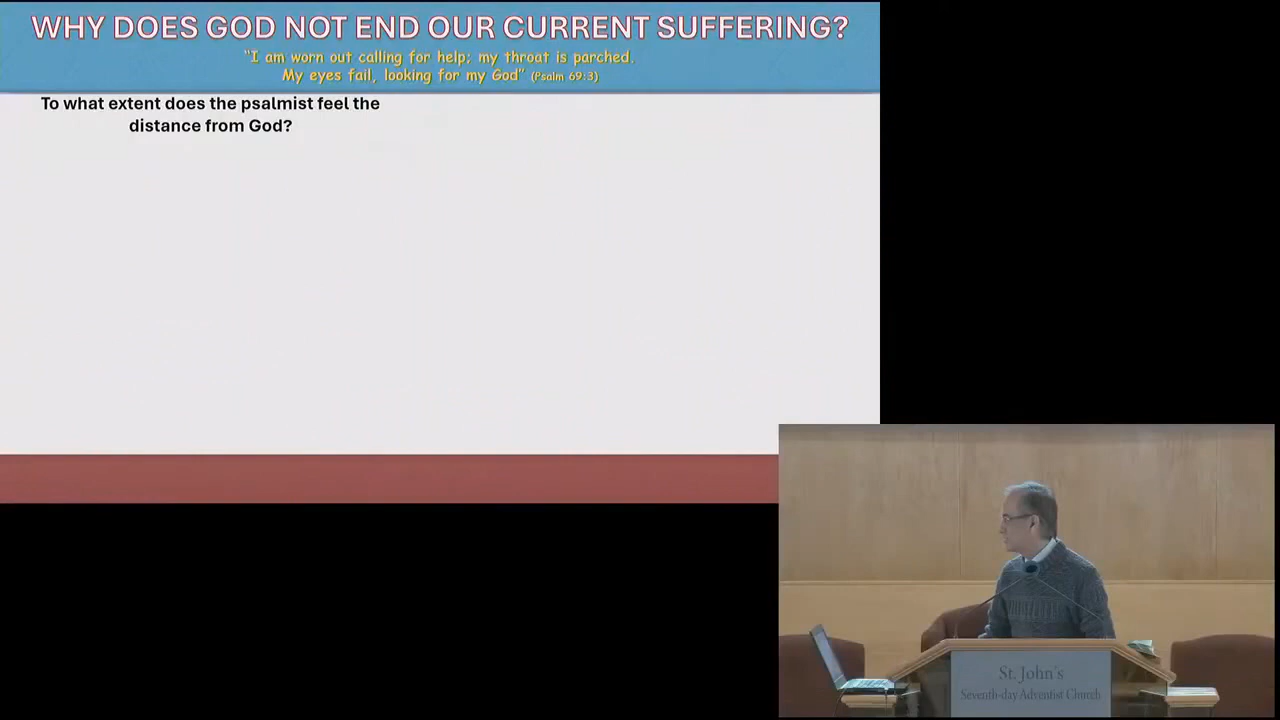 WHY DOES GOD NOT END OUR CURRENT SUFFERING?
“I am worn out calling for help; my throat is parched.
My eyes fail, looking for my God” (Psalm 69:3)
To what extent does the psalmist feel the
distance from God?
St. John's
Seventh-day Adventist Church